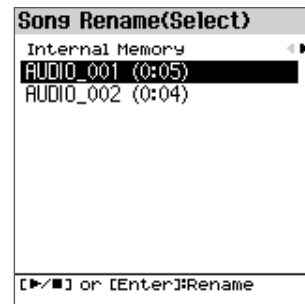 Song Rename(Select)
Internal Memory
AUDIO_001 (0:05)
AUDIO_002 (0:04)
[►/■] or [Enter]:Rename